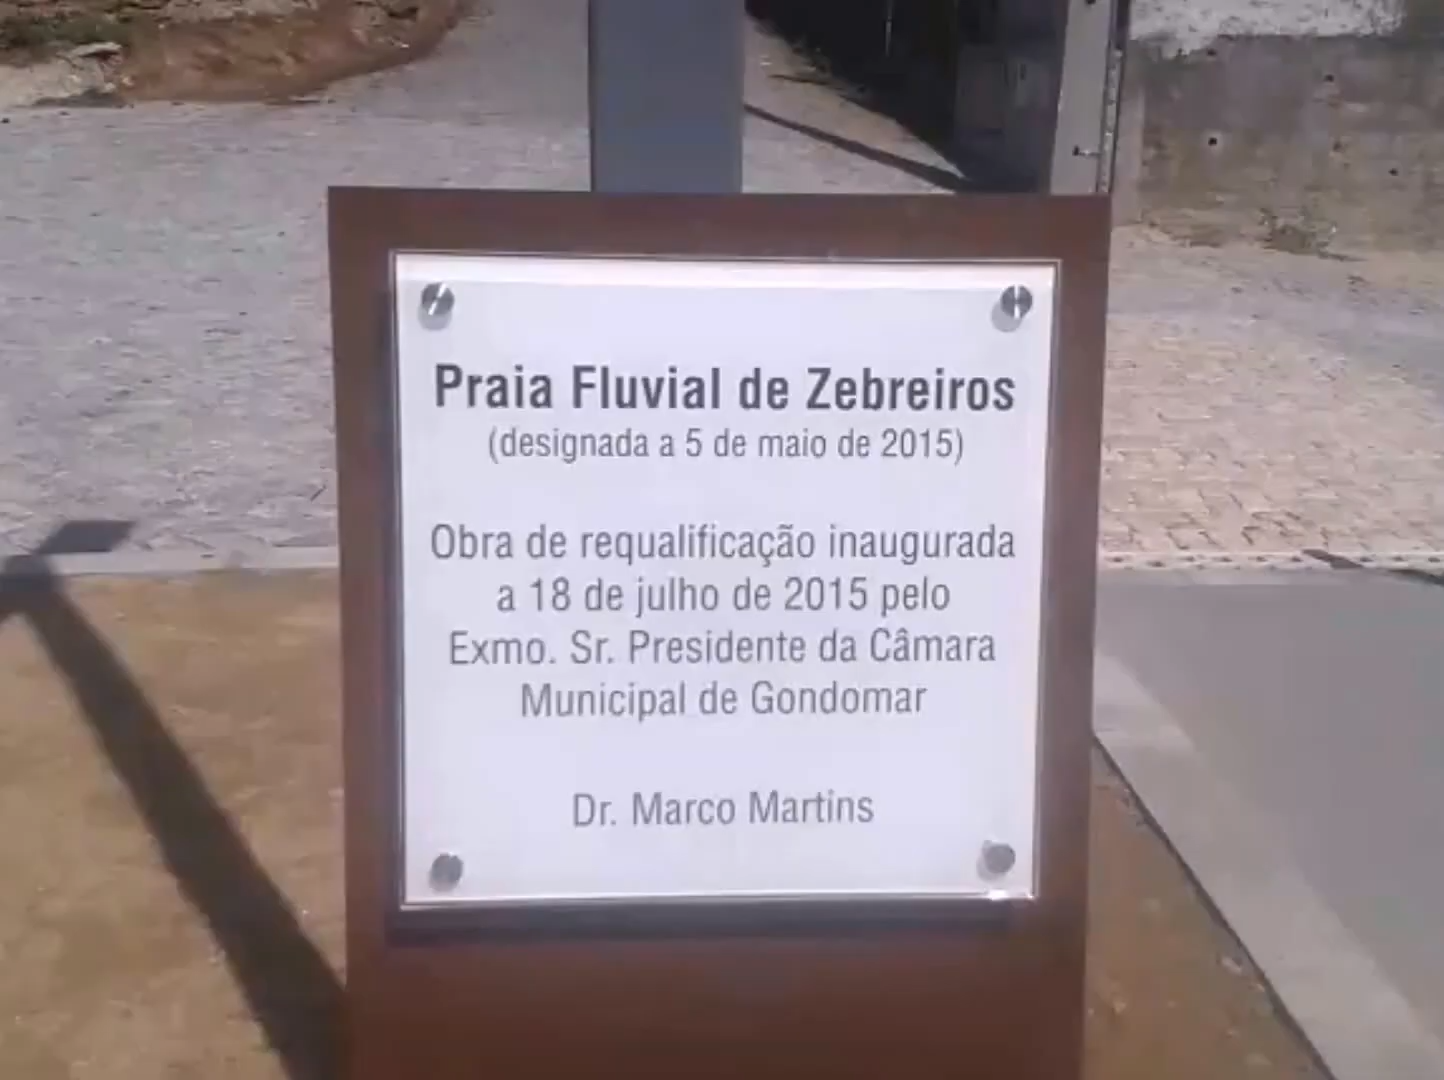 Praia Fluvial de Zebreiros
(designada a 5 de maio de 2015)
Obra de requalificação inaugurada
a 18 de julho de 2015 pelo
Exmo. Sr. Presidente da Câmara
Municipal de Gondomar
Dr. Marco Martins